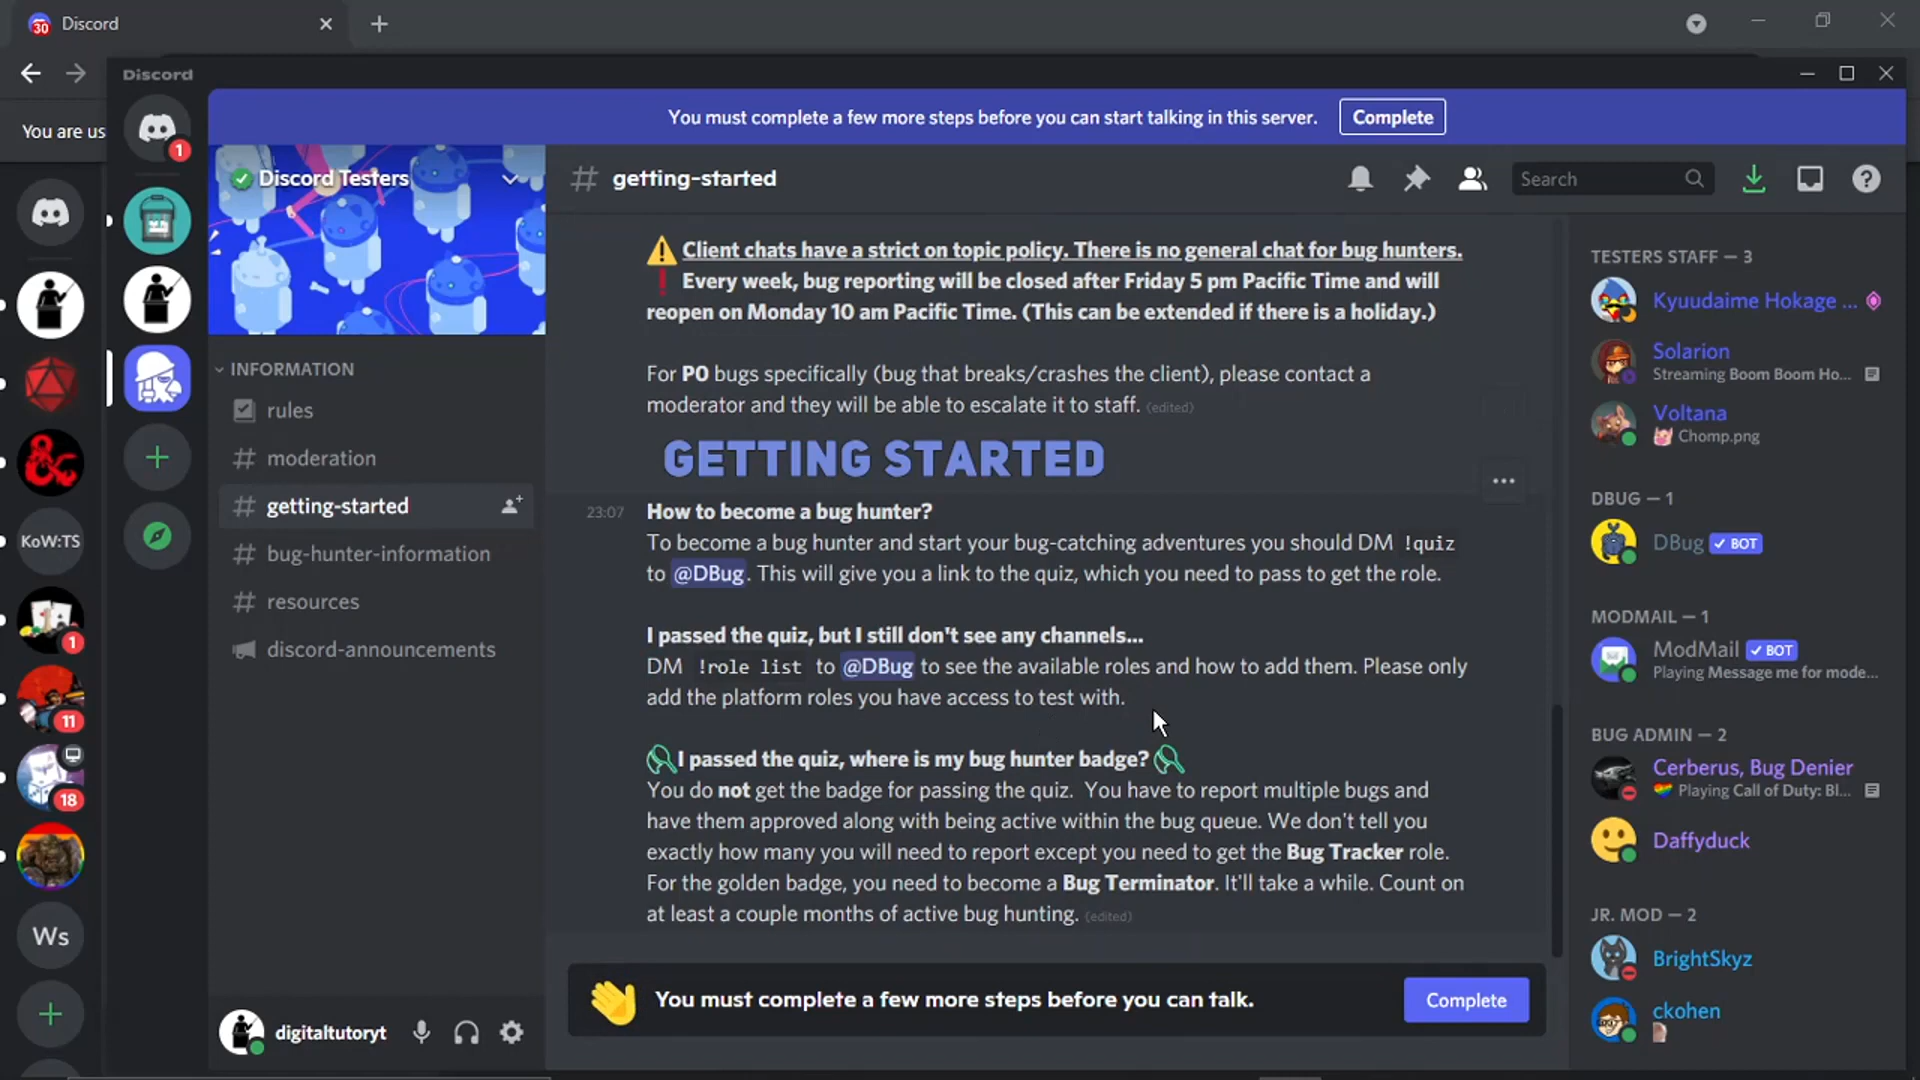 30 Discord
Discord
You are us
You must complete a few more steps before you can start talking in this server. Complete
1
Discord Testers
getting-started
Search
INFORMATION
rules
moderation
getting-started
bug-hunter-information
resources
discord-announcements
KoW:TS
1
11
18
Ws
digitaltutoryt
Client chats have a strict on topic policy. There is no general chat for bug hunters.
Every week, bug reporting will be closed after Friday 5 pm Pacific Time and will
reopen on Monday 10 am Pacific Time. (This can be extended if there is a holiday.)
For P0 bugs specifically (bug that breaks/crashes the client), please contact a
moderator and they will be able to escalate it to staff. (edited)
GETTING STARTED
23:07 How to become a bug hunter?
To become a bug hunter and start your bug-catching adventures you should DM !quiz
to @DBug. This will give you a link to the quiz, which you need to pass to get the role.
I passed the quiz, but I still don't see any channels...
DM !role list to @DBug to see the available roles and how to add them. Please only
add the platform roles you have access to test with.
I passed the quiz, where is my bug hunter badge?
You do not get the badge for passing the quiz. You have to report multiple bugs and
have them approved along with being active within the bug queue. We don't tell you
exactly how many you will need to report except you need to get the Bug Tracker role.
For the golden badge, you need to become a Bug Terminator. It'll take a while. Count on
at least a couple months of active bug hunting. (edited)
You must complete a few more steps before you can talk. Complete
TESTERS STAFF — 3
Kyuudaime Hokage ...
Solarion
Streaming Boom Boom Ho...
Voltana
Chomp.png
DBUG — 1
DBug BOT
MODMAIL — 1
ModMail BOT
Playing Message me for mode...
BUG ADMIN — 2
Cerberus, Bug Denier
Playing Call of Duty: Bl...
Daffyduck
JR. MOD — 2
BrightSkyz
ckohen